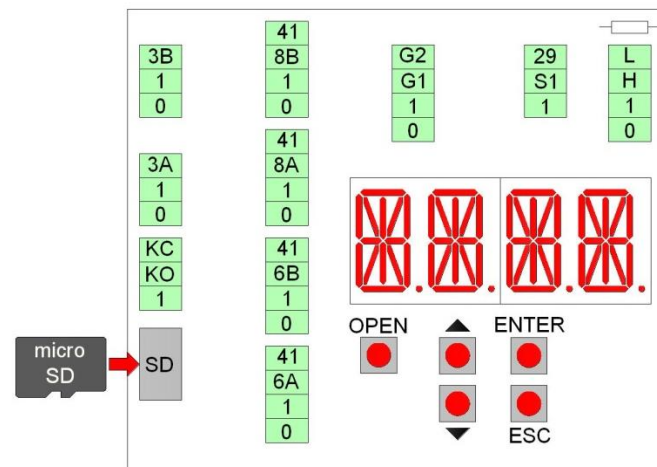 41
8B
1
0
3B
1
0
G2
G1
1
0
29
S1
1
L
H
1
0
41
8A
1
0
3A
1
0
KC
KO
1
41
6B
1
0
OPEN
ENTER
micro
SD
SD
41
6A
1
0
ESC